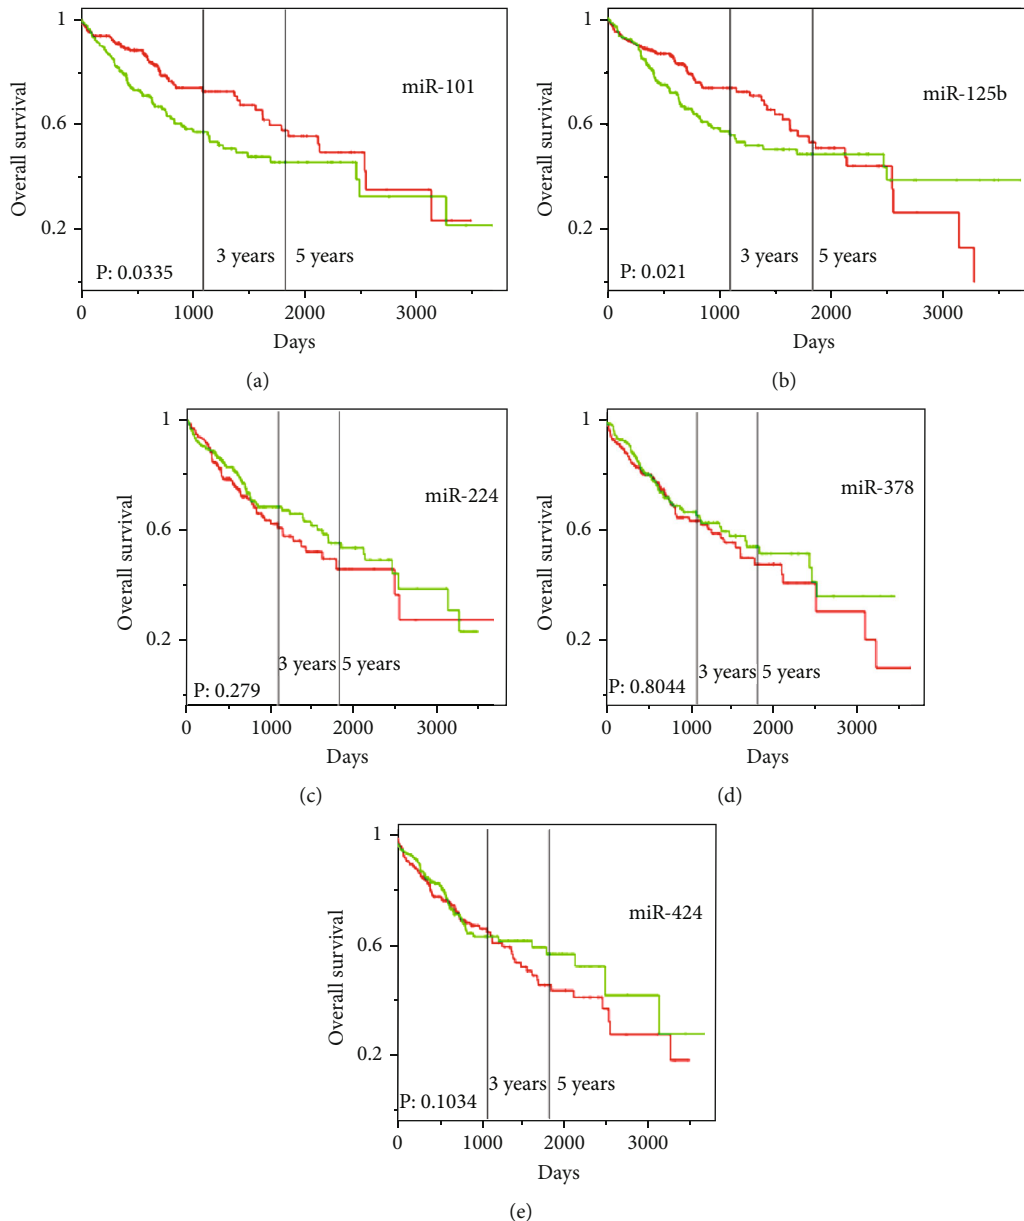 1
miR-101
0.6
Overall survival
0.2
3 years
5 years
P: 0.0335
0
1000
2000
3000
Days
(a)
1
miR-125b
0.6
Overall survival
0.2
3 years
5 years
P: 0.021
0
1000
2000
3000
Days
(b)
1
miR-224
0.6
Overall survival
0.2
3 years
5 years
P: 0.279
0
1000
2000
3000
Days
(c)
1
miR-378
0.6
Overall survival
0.2
3 years
5 years
P: 0.8044
0
1000
2000
3000
Days
(d)
1
miR-424
0.6
Overall survival
0.2
3 years
5 years
P: 0.1034
0
1000
2000
3000
Days
(e)